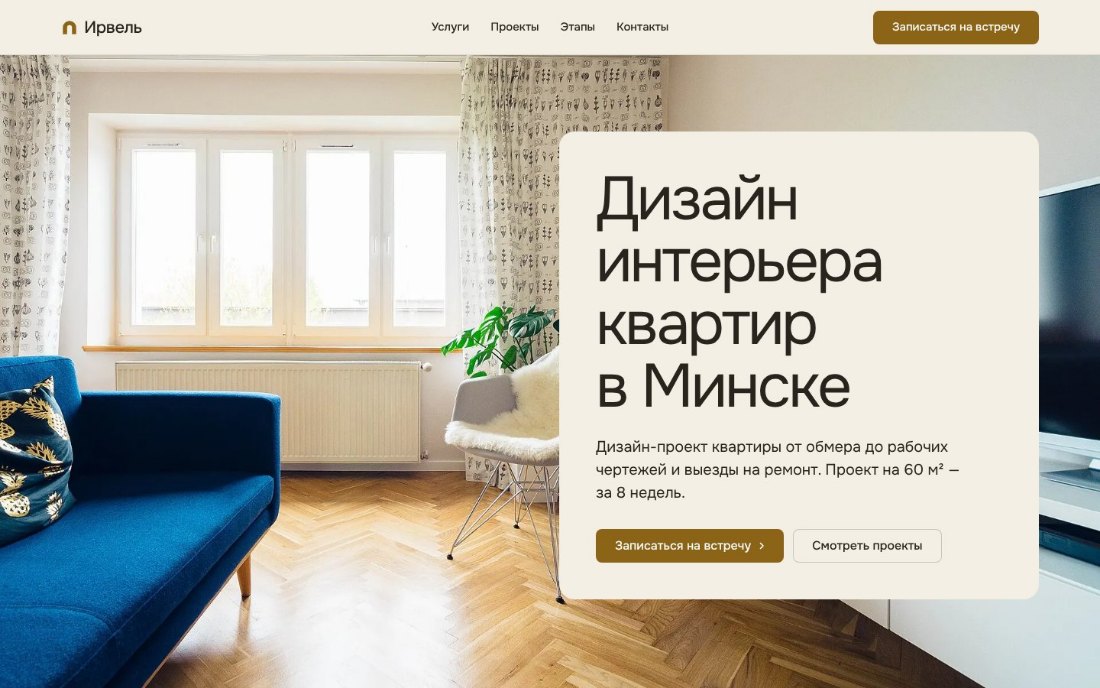 Ирвель
Услуги
Проекты
Этапы
Контакты
Записаться на встречу
Дизайн
интерьера
квартир
в Минске
Дизайн-проект квартиры от обмера до рабочих
чертежей и выезды на ремонт. Проект на 60 м² —
за 8 недель.
Записаться на встречу
Смотреть проекты